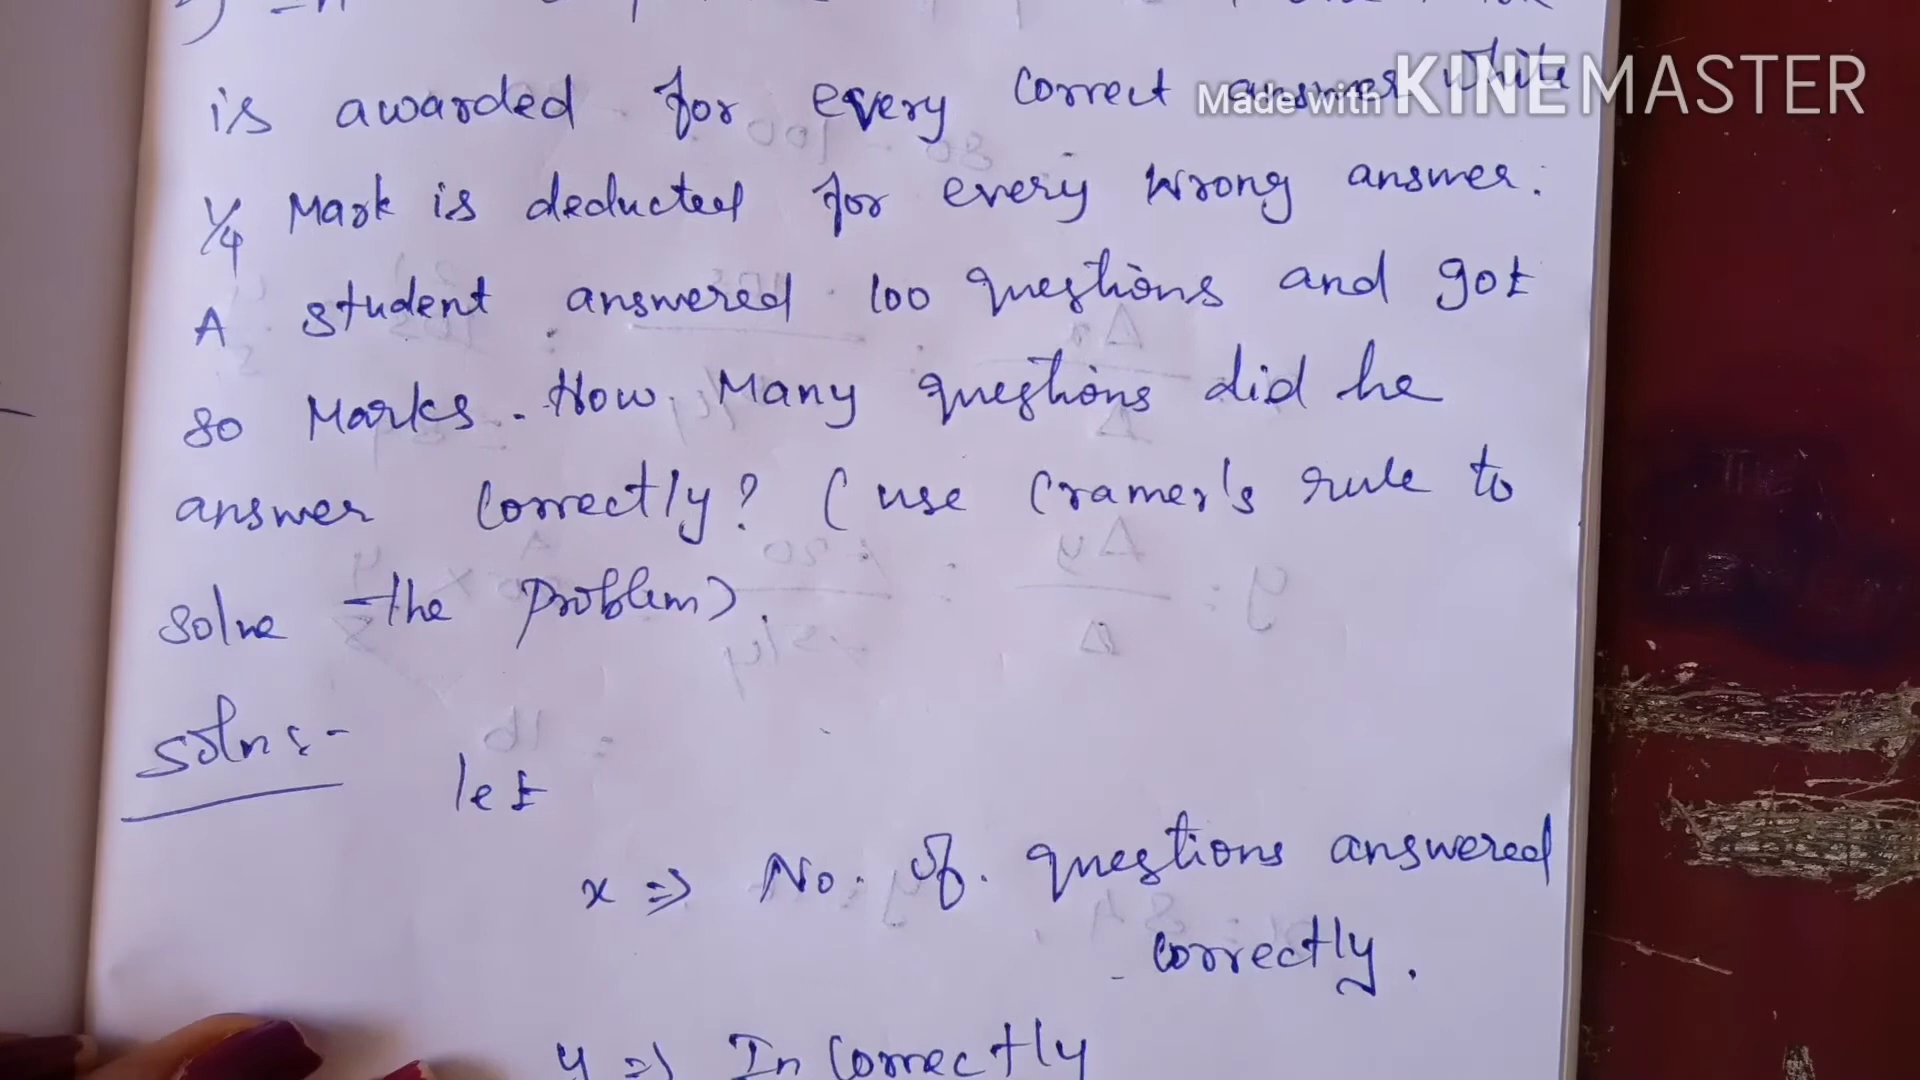 is awarded for every correct answer while
Made with KINEMASTER
1/4 Mark is deducted for every wrong answer.
A student answered 100 questions and got
80 Marks. How Many questions did he
answer correctly? (use Cramer's rule to
solve the problem).
Soln:-
let
x => No. of. questions answered
correctly.
y => In correctly